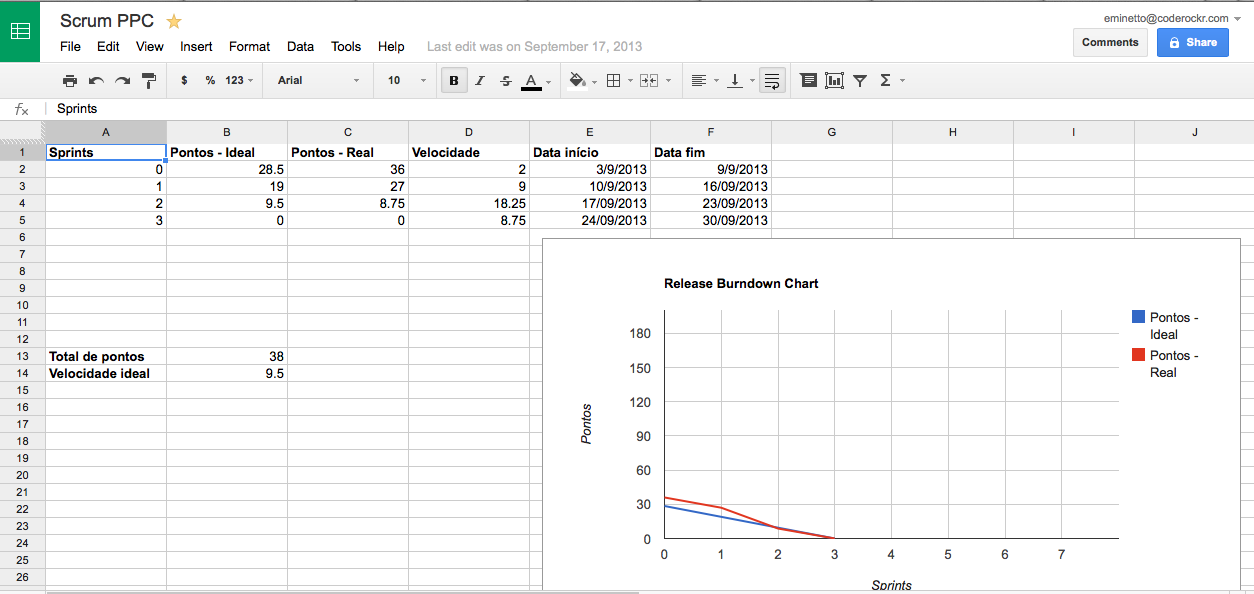 Scrum PPC
eminetto@coderockr.com
File Edit View Insert Format Data Tools Help Last edit was on September 17, 2013
Comments Share
$ % 123 Arial 10 B I S A Σ
fx Sprints
A B C D E F G H I J
1 Sprints Pontos - Ideal Pontos - Real Velocidade Data início Data fim
2 0 28.5 36 2 3/9/2013 9/9/2013
3 1 19 27 9 10/9/2013 16/09/2013
4 2 9.5 8.75 18.25 17/09/2013 23/09/2013
5 3 0 0 8.75 24/09/2013 30/09/2013
6
7
8
9
10
11
12
13 Total de pontos 38
14 Velocidade ideal 9.5
15
16
17
18
19
20
21
22
23
24
25
26
Release Burndown Chart
Pontos -
Ideal
Pontos -
Real
180
150
120
90
60
30
0
Pontos
0 1 2 3 4 5 6 7
Sprints